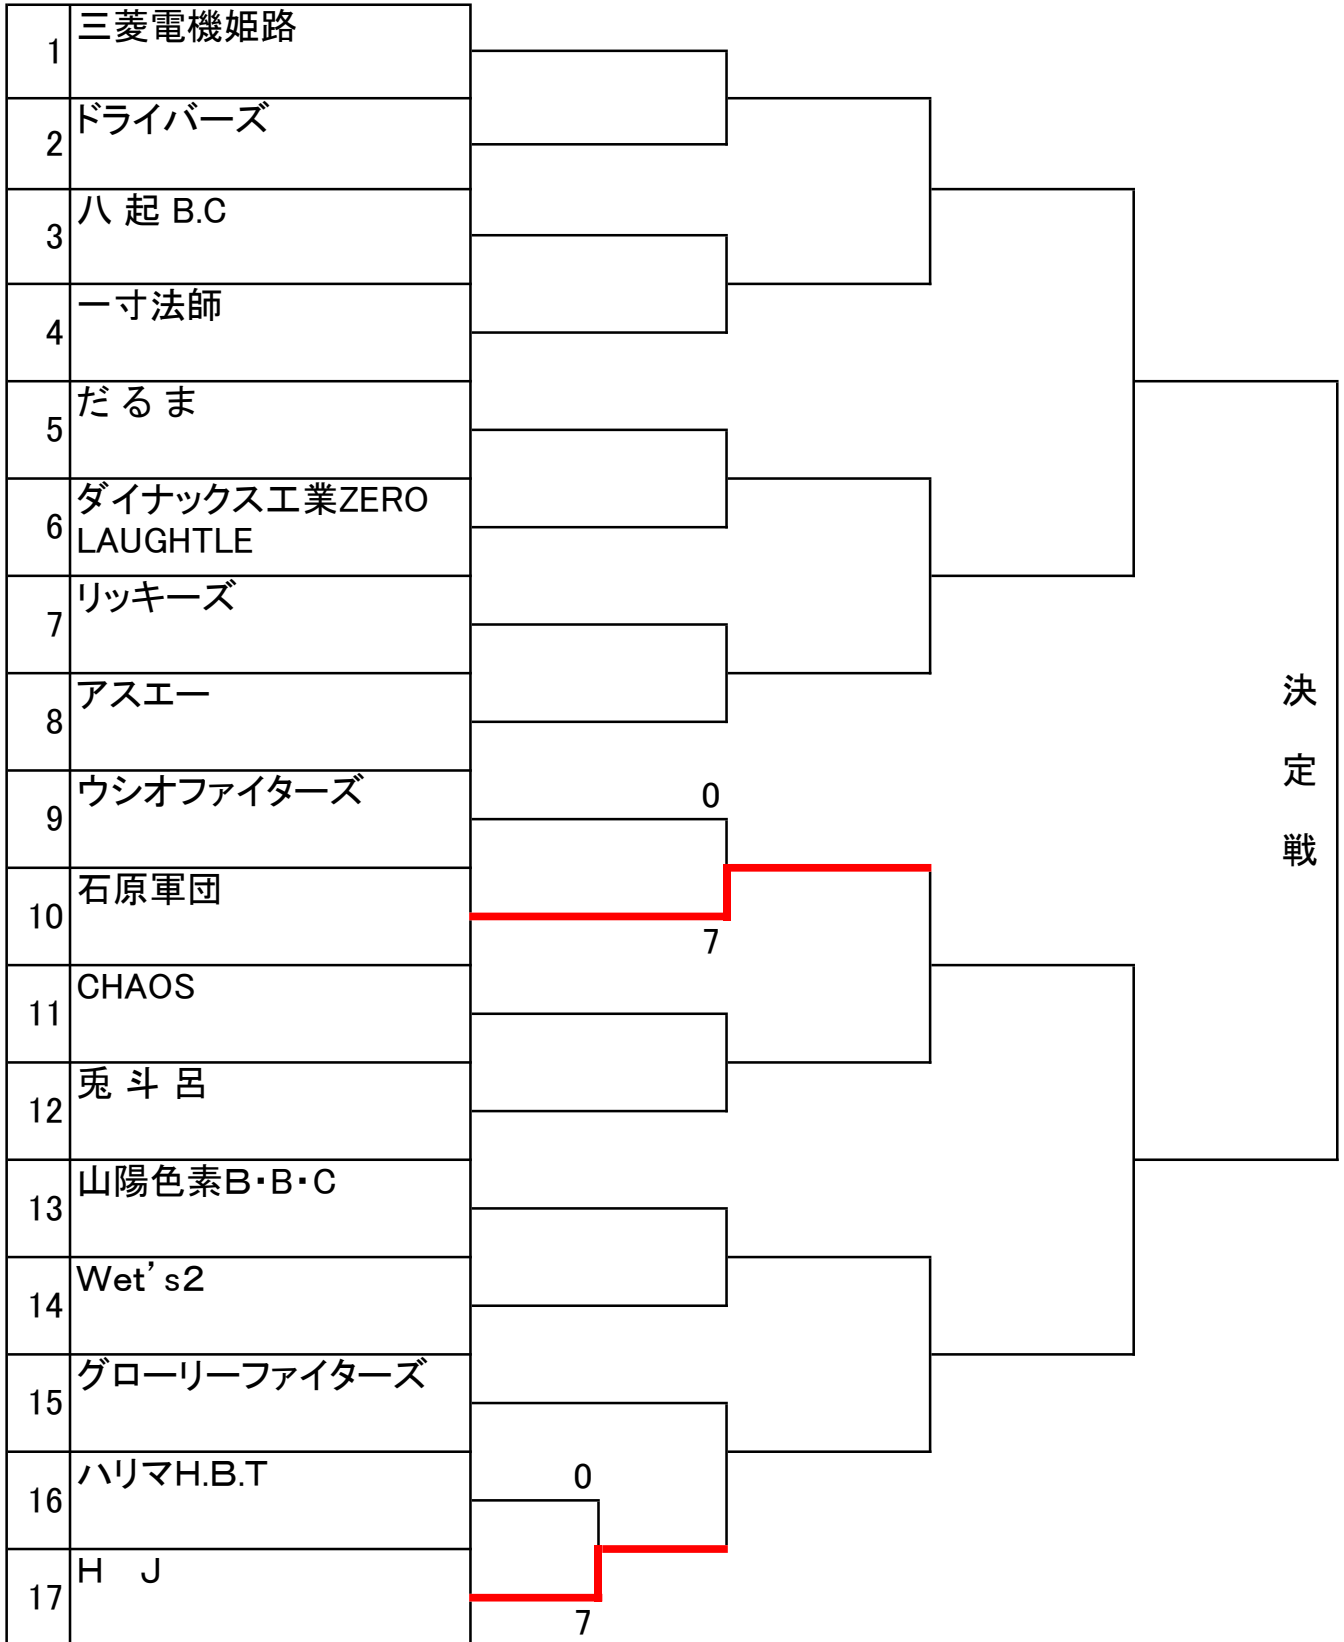 1 三菱電機姫路
2 ドライバーズ
3 八 起 B.C
4 一寸法師
5 だ る ま
6 ダイナックス工業ZERO
LAUGHTLE
7 リッキーズ
8 アスエー
9 ウシオファイターズ
0
10 石原軍団
7
11 CHAOS
12 兎 斗 呂
13 山陽色素B・B・C
14 Wet’s2
15 グローリーファイターズ
16 ハリマH.B.T
0
17 H　J
7
決
定
戦